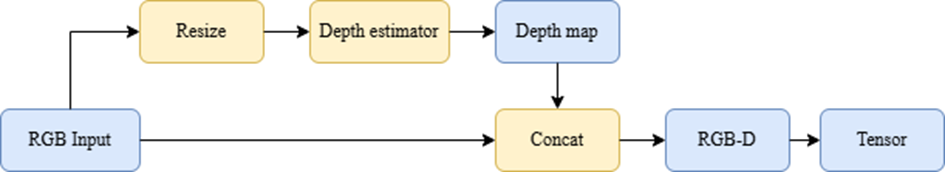 Resize
Depth estimator
Depth map
RGB Input
Concat
RGB-D
Tensor